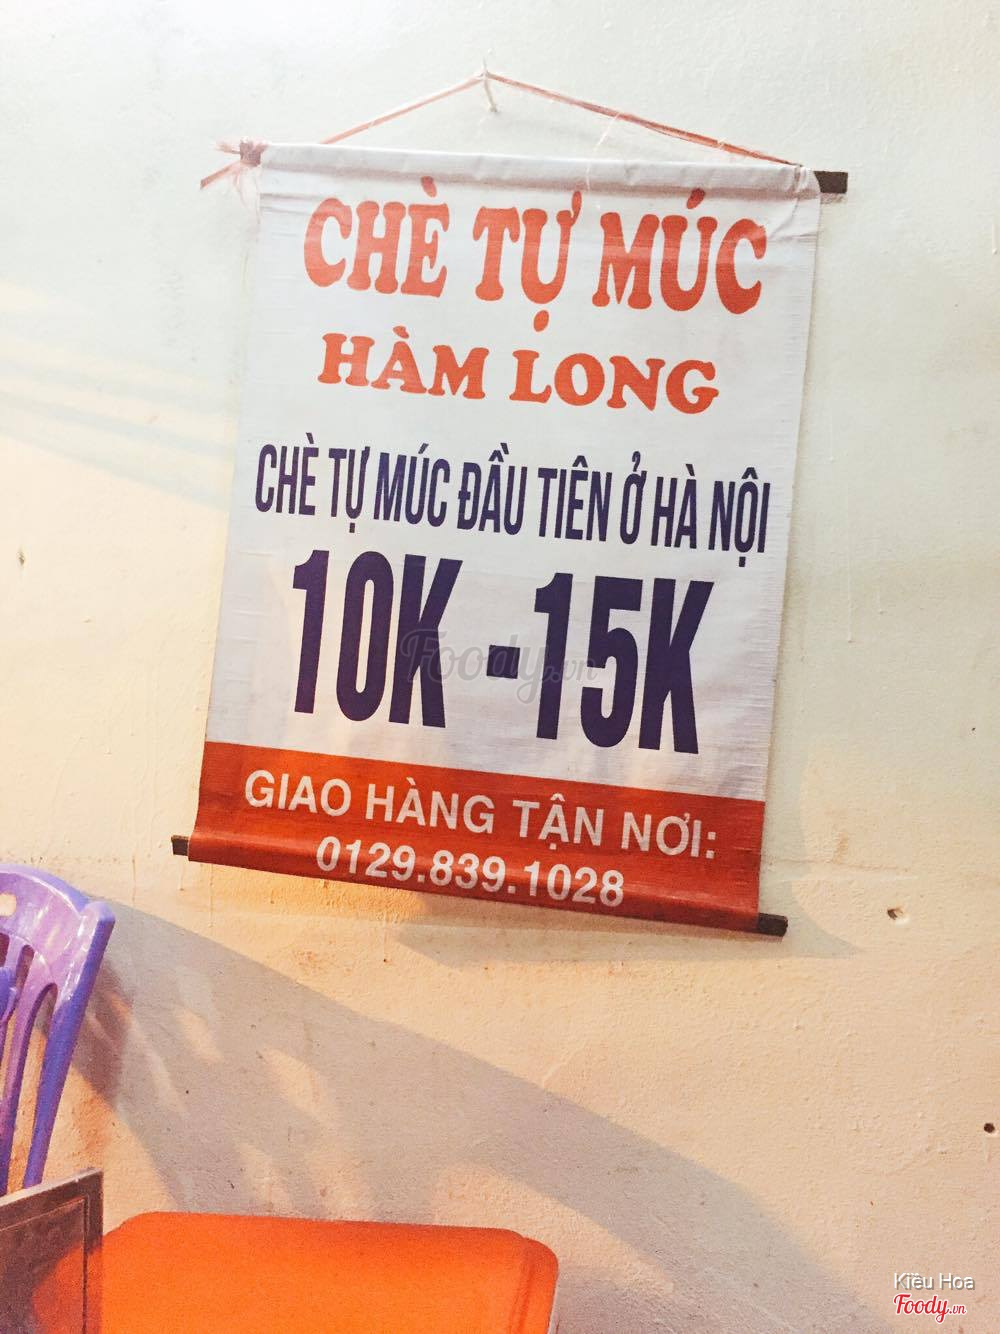 CHÈ TỰ MÚC
HÀM LONG
CHÈ TỰ MÚC ĐẦU TIÊN Ở HÀ NỘI
10K - 15K
Foody.vn
GIAO HÀNG TẬN NƠI:
0129.839.1028
Kiều Hoa
Foody.vn